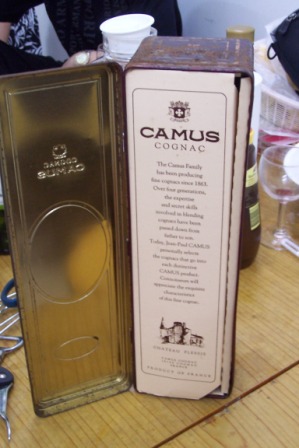 CAMUS
COGNAC
The Camus Family
has been producing
fine cognacs since 1863.
Over four generations,
the expertise
and secret skills
involved in blending
cognacs have been
passed down from
father to son.
Today, Jean-Paul CAMUS
personally selects
the cognacs that go into
each distinctive
CAMUS product.
Connoisseurs will
appreciate the exquisite
characteristics
of this fine cognac.
CHATEAU PLESSIS
CAMUS COGNAC
FRANCE
PRODUCT OF FRANCE